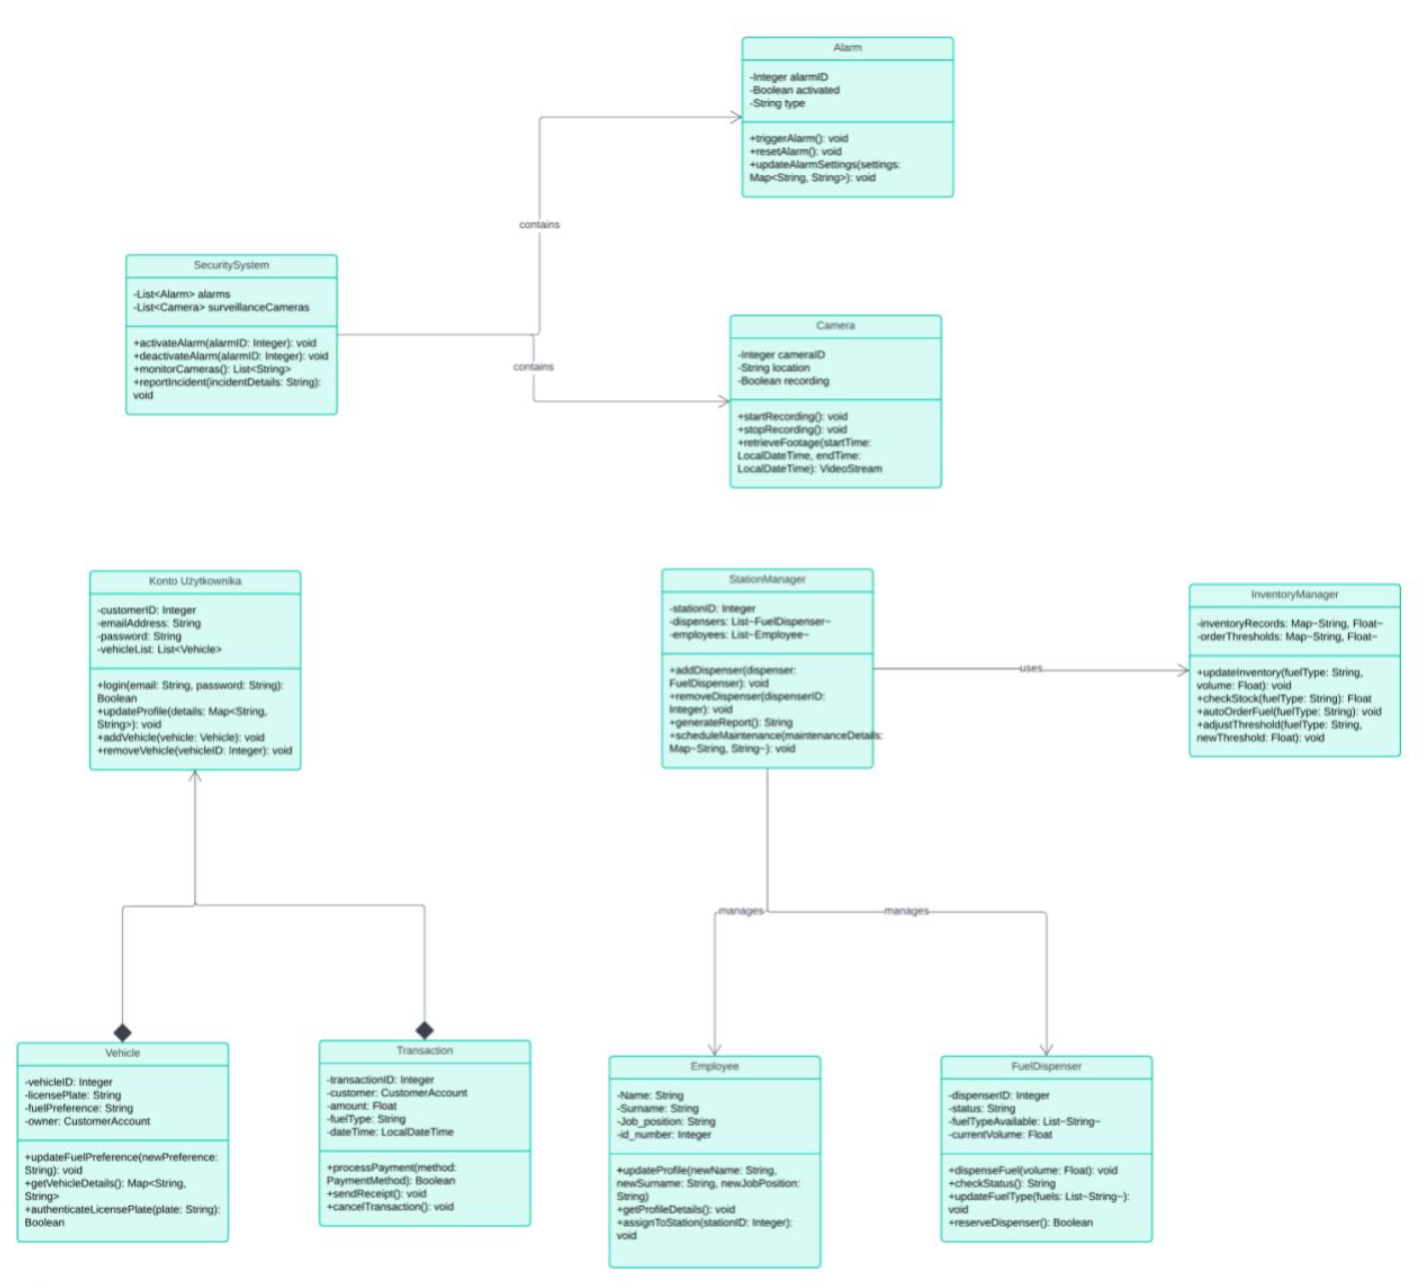 Alarm
-Integer alarmID
-Boolean activated
-String type
+triggerAlarm(): void
+resetAlarm(): void
+updateAlarmSettings(settings:
Map<String, String>): void
contains
SecuritySystem
-List<Alarm> alarms
-List<Camera> surveillanceCameras
+activateAlarm(alarmID: Integer): void
+deactivateAlarm(alarmID: Integer): void
+monitorCameras(): List<String>
+reportIncident(incidentDetails: String):
void
contains
Camera
-Integer cameraID
-String location
-Boolean recording
+startRecording(): void
+stopRecording(): void
+retrieveFootage(startTime:
LocalDateTime, endTime:
LocalDateTime): VideoStream
Konto Użytkownika
-customerID: Integer
-emailAddress: String
-password: String
-vehicleList: List<Vehicle>
+login(email: String, password: String):
Boolean
+updateProfile(details: Map<String,
String>): void
+addVehicle(vehicle: Vehicle): void
+removeVehicle(vehicleID: Integer): void
StationManager
-stationID: Integer
-dispensers: List~FuelDispenser~
-employees: List~Employee~
+addDispenser(dispenser:
FuelDispenser): void
+removeDispenser(dispenserID:
Integer): void
+generateReport(): String
+scheduleMaintenance(maintenanceDetails:
Map~String, String~): void
uses
InventoryManager
-inventoryRecords: Map~String, Float~
-orderThresholds: Map~String, Float~
+updateInventory(fuelType: String,
volume: Float): void
+checkStock(fuelType: String): Float
+autoOrderFuel(fuelType: String): void
+adjustThreshold(fuelType: String,
newThreshold: Float): void
manages
manages
Vehicle
-vehicleID: Integer
-licensePlate: String
-fuelPreference: String
-owner: CustomerAccount
+updateFuelPreference(newPreference:
String): void
+getVehicleDetails(): Map<String,
String>
+authenticateLicensePlate(plate: String):
Boolean
Transaction
-transactionID: Integer
-customer: CustomerAccount
-amount: Float
-fuelType: String
-dateTime: LocalDateTime
+processPayment(method:
PaymentMethod): Boolean
+sendReceipt(): void
+cancelTransaction(): void
Employee
-Name: String
-Surname: String
-Job_position: String
-id_number: Integer
+updateProfile(newName: String,
newSurname: String, newJobPosition:
String)
+getProfileDetails(): void
+assignToStation(stationID: Integer):
void
FuelDispenser
-dispenserID: Integer
-status: String
-fuelTypeAvailable: List~String~
-currentVolume: Float
+dispenseFuel(volume: Float): void
+checkStatus(): String
+updateFuelType(fuels: List~String~):
void
+reserveDispenser(): Boolean